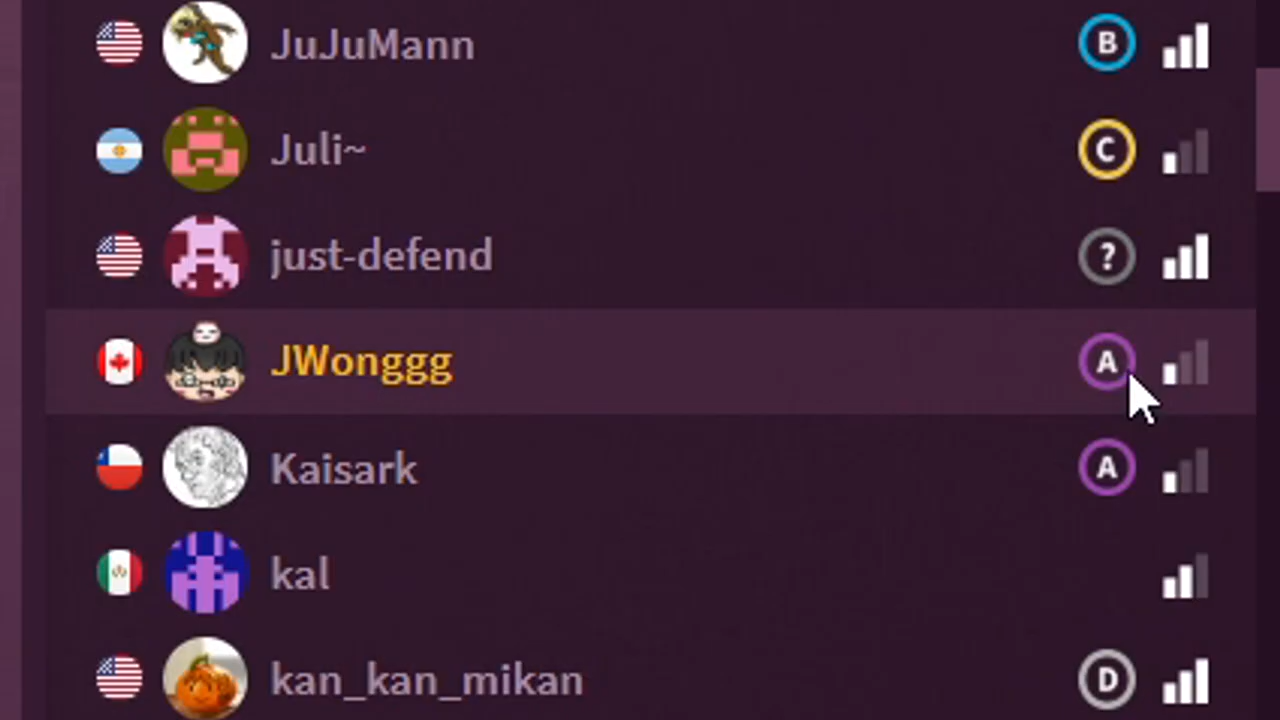 JuJuMann B
Juli~ C
just-defend ?
JWonggg A
Kaisark A
kal
kan_kan_mikan D